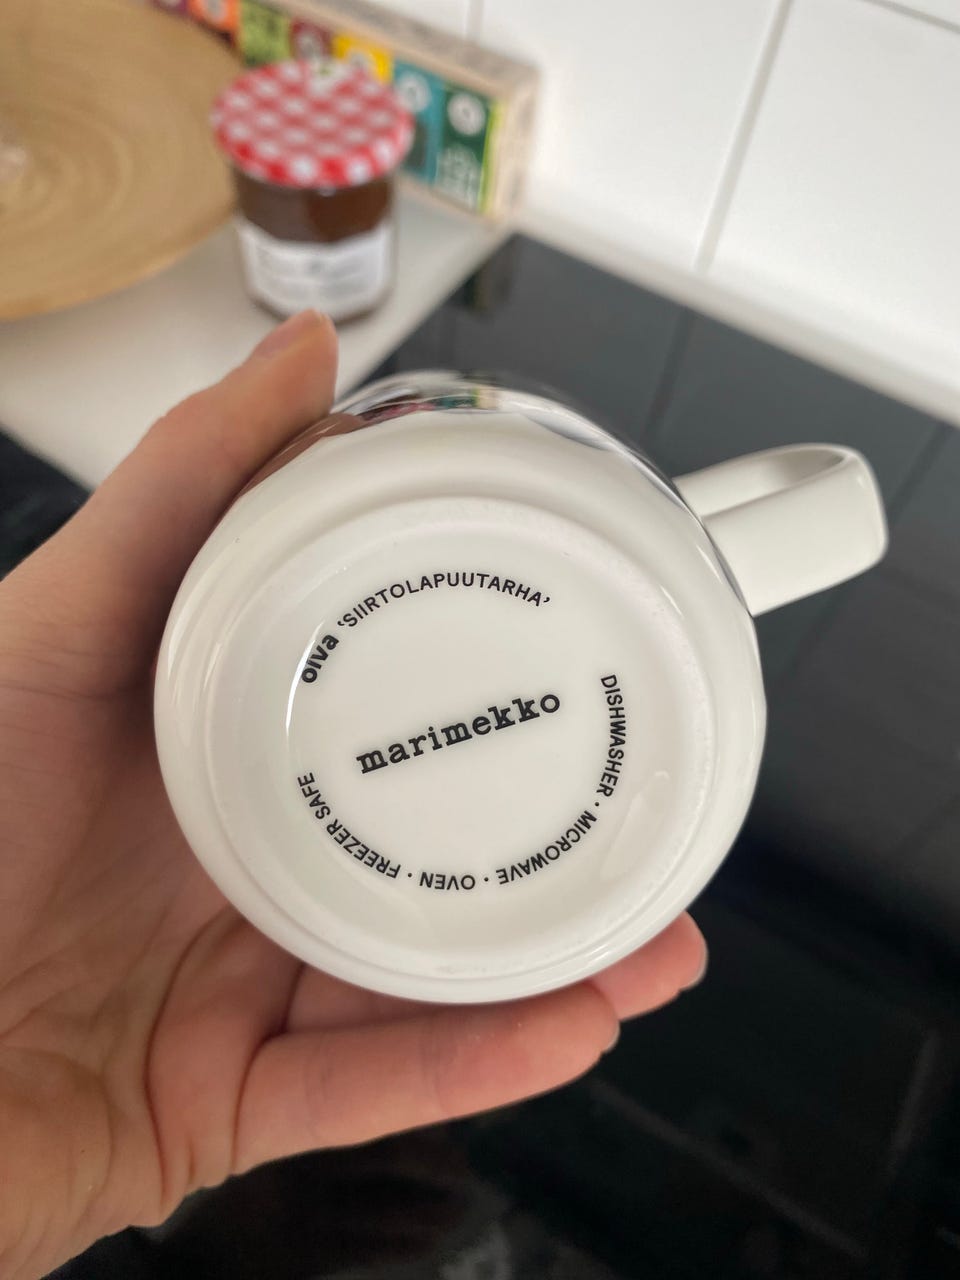 oiva ‘SIIRTOLAPUUTARHA’
marimekko
DISHWASHER · MICROWAVE · OVEN · FREEZER SAFE